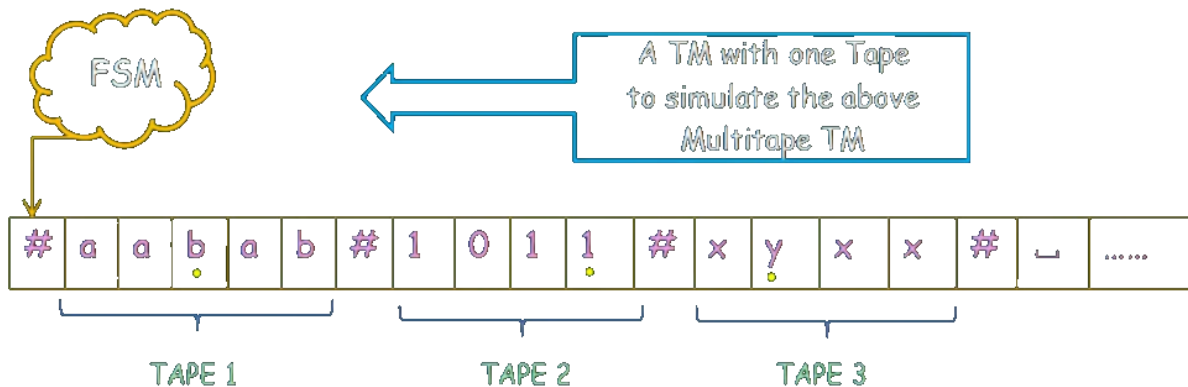 FSM
A TM with one Tape
to simulate the above
Multitape TM
# a a b a b # 1 0 1 1 # x y x x # ⎵ ......
TAPE 1 TAPE 2 TAPE 3